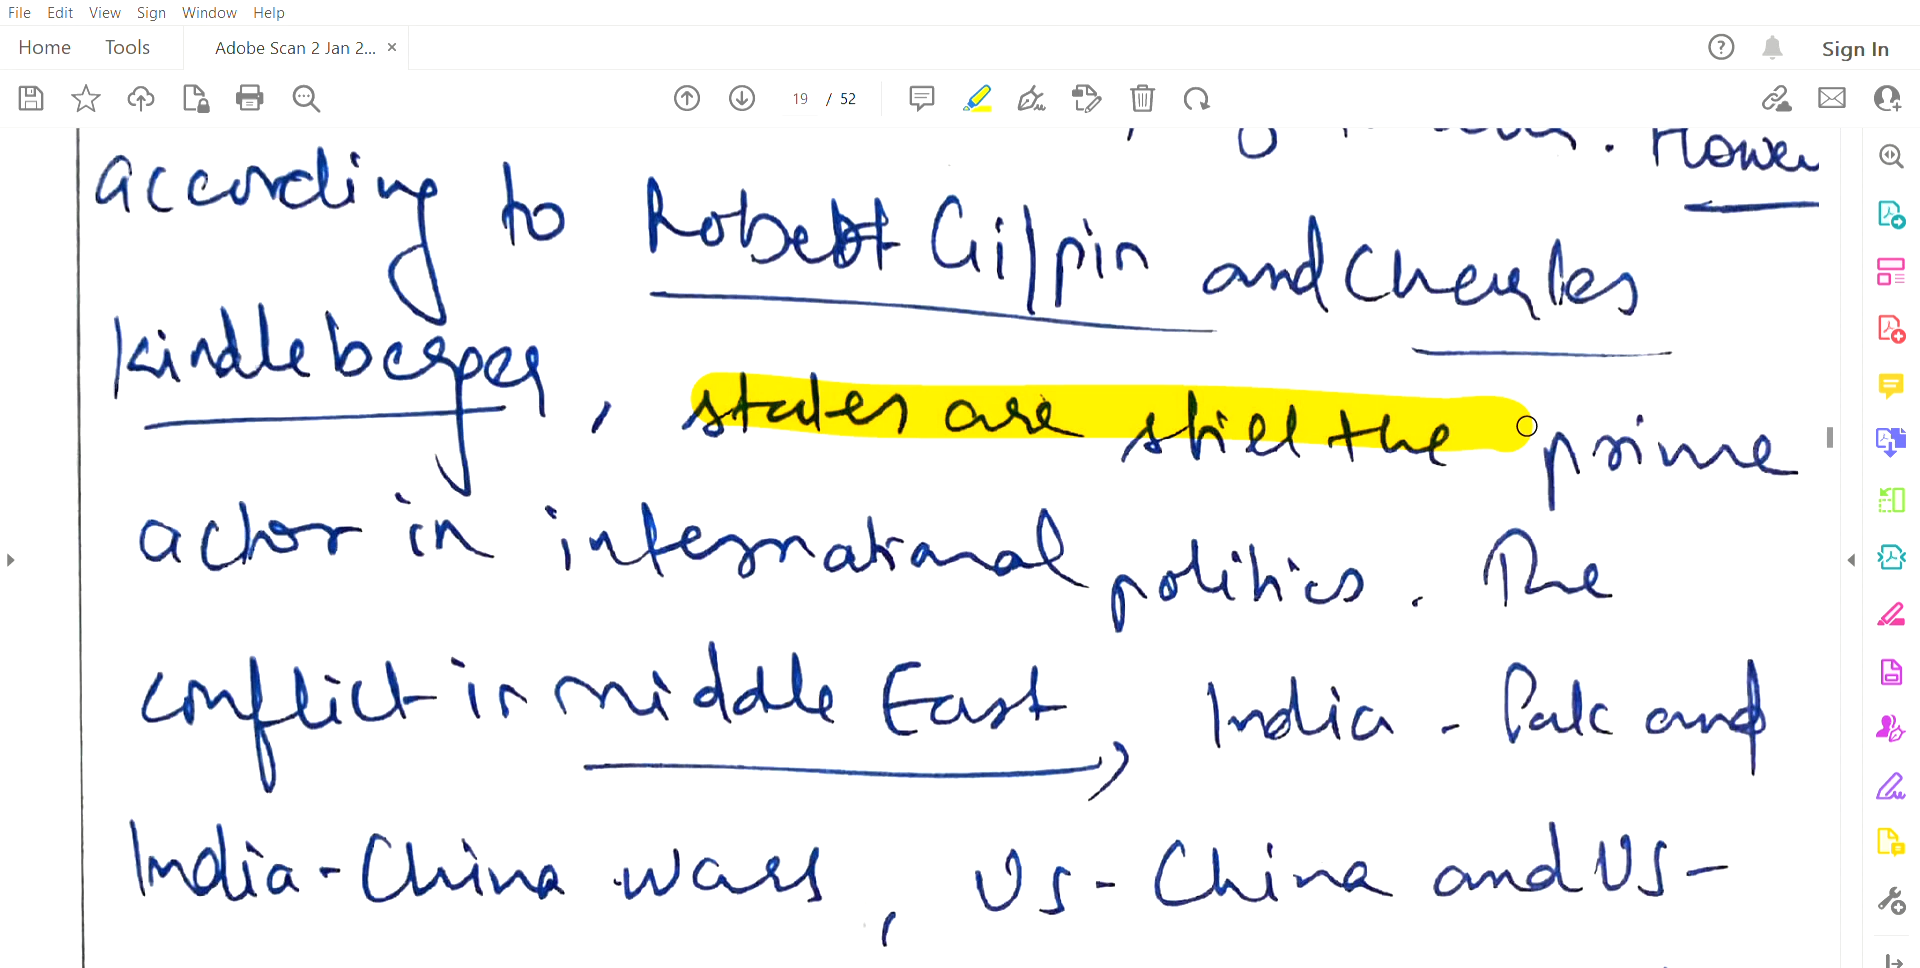 File Edit View Sign Window Help
Home Tools Adobe Scan 2 Jan 2... × Sign In
19 / 52
. Howev
according to Robert Gilpin and Charles
Kindleberger, states are still the prime
actor in international politics. The
conflict in Middle East, India - Pak and
India - China wars, US - China and US -